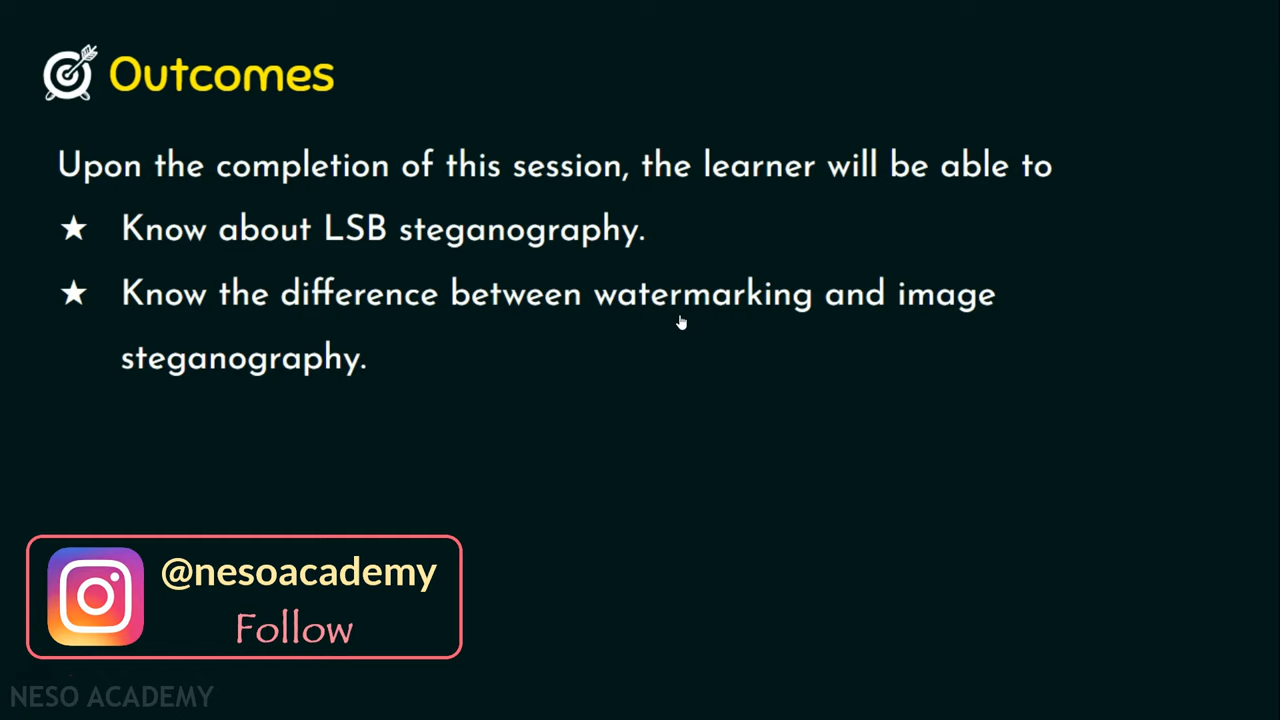 Outcomes
Upon the completion of this session, the learner will be able to
★ Know about LSB steganography.
★ Know the difference between watermarking and image
steganography.
@nesoacademy
Follow
NESO ACADEMY